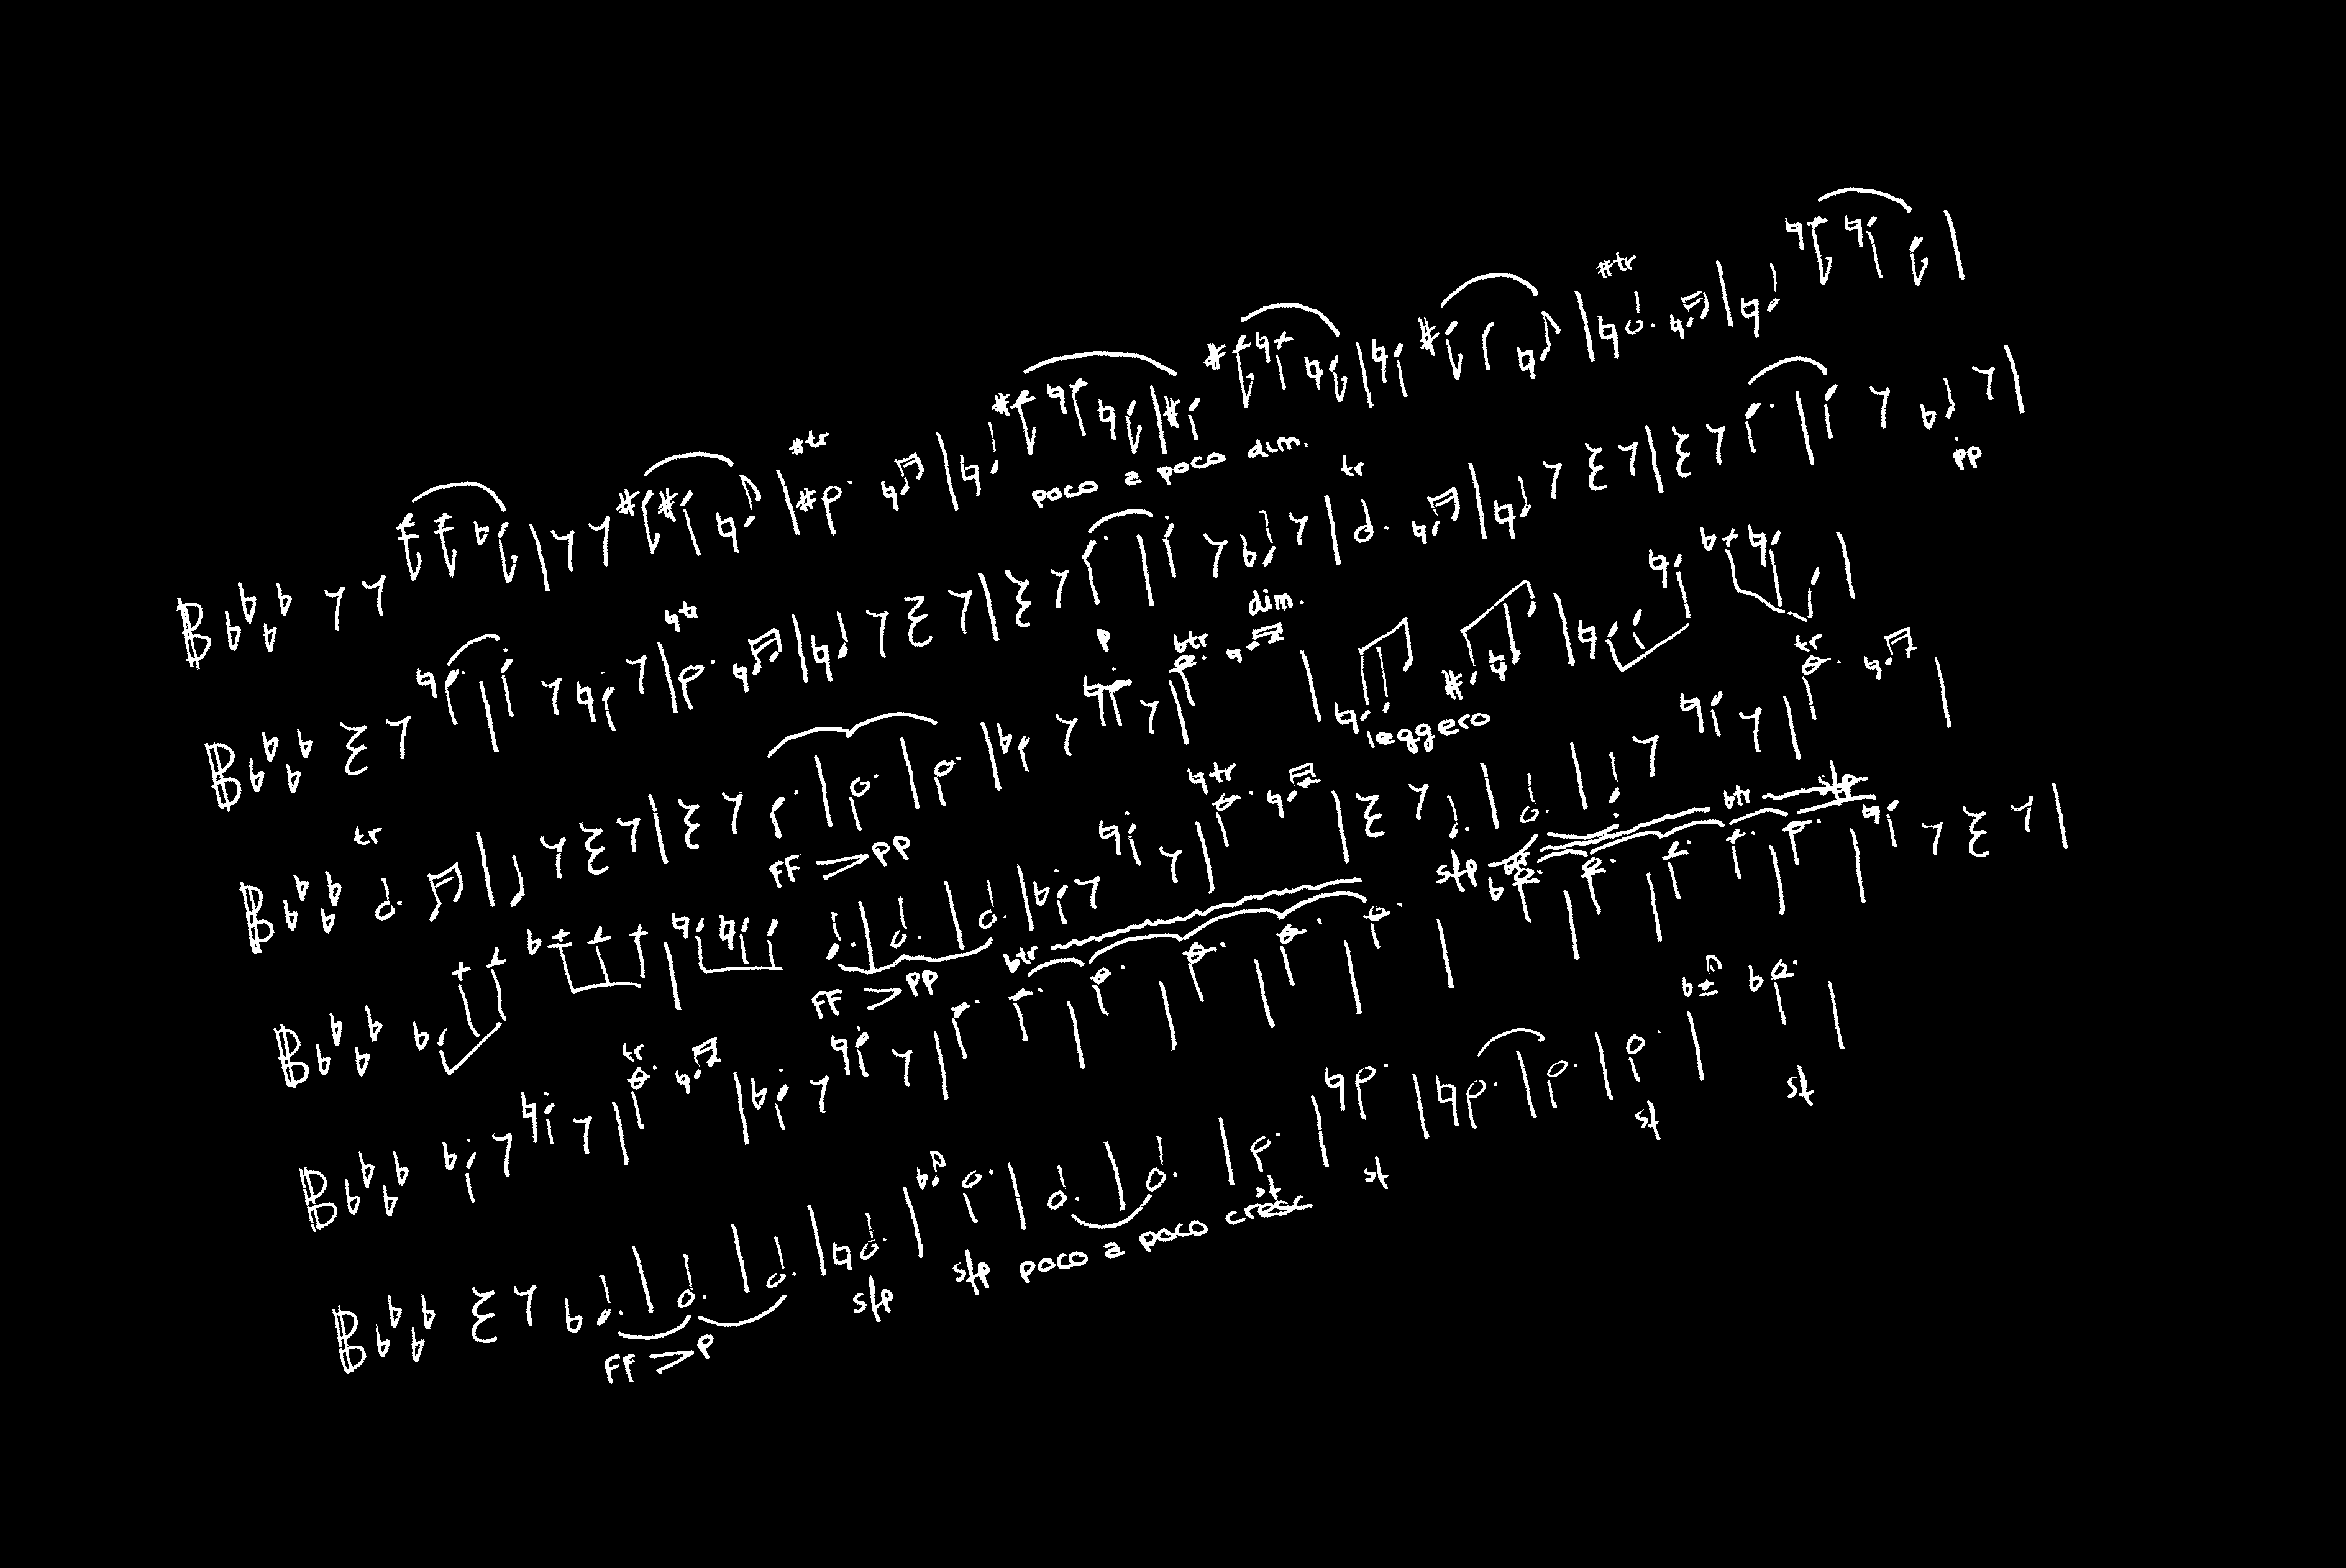 tr
tr
poco a poco dim.
tr
tr
pp
p
dim.
tr
tr
FF > PP
leggero
tr
tr
sfp
tr
sfp
FF > PP
tr
tr
FF > P
sfp
sfp poco a poco cresc
sf
sf
sf
sf